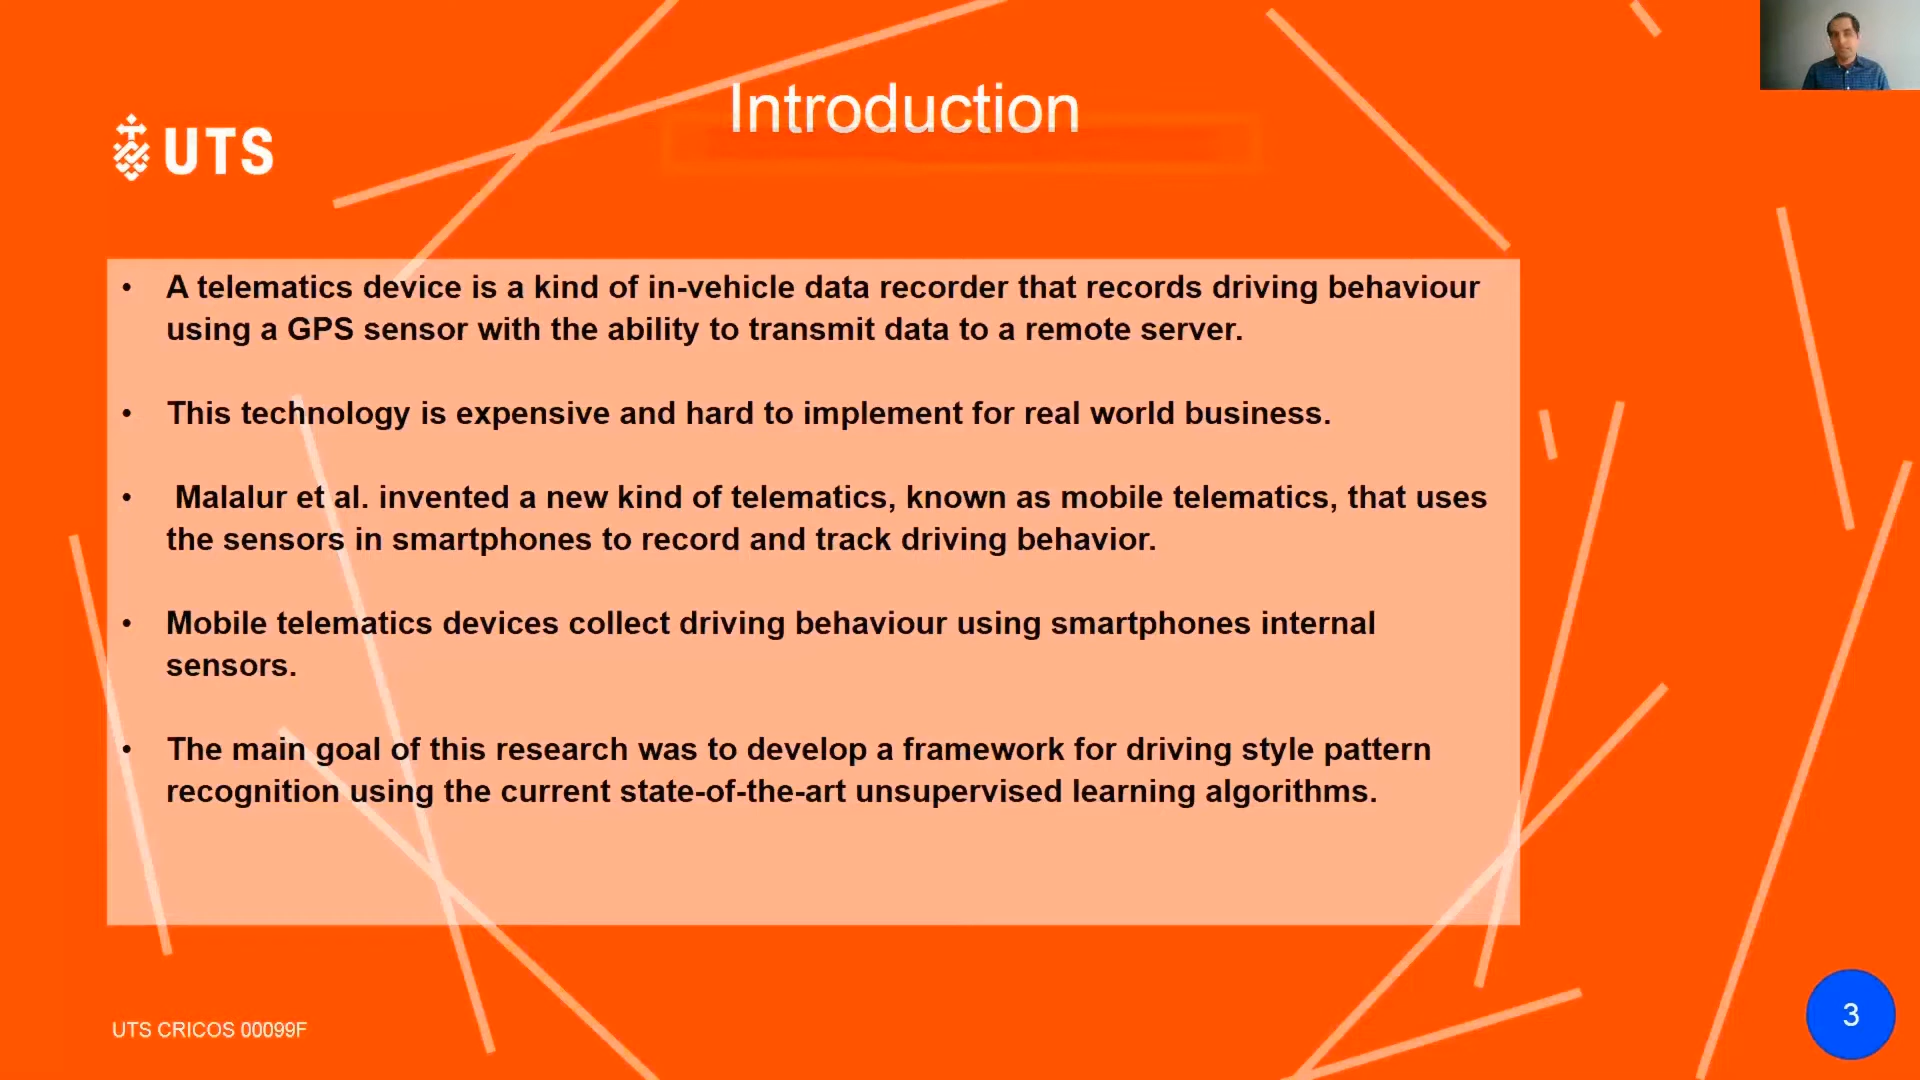 Introduction
UTS
• A telematics device is a kind of in-vehicle data recorder that records driving behaviour
using a GPS sensor with the ability to transmit data to a remote server.
• This technology is expensive and hard to implement for real world business.
• Malalur et al. invented a new kind of telematics, known as mobile telematics, that uses
the sensors in smartphones to record and track driving behavior.
• Mobile telematics devices collect driving behaviour using smartphones internal
sensors.
• The main goal of this research was to develop a framework for driving style pattern
recognition using the current state-of-the-art unsupervised learning algorithms.
UTS CRICOS 00099F
3